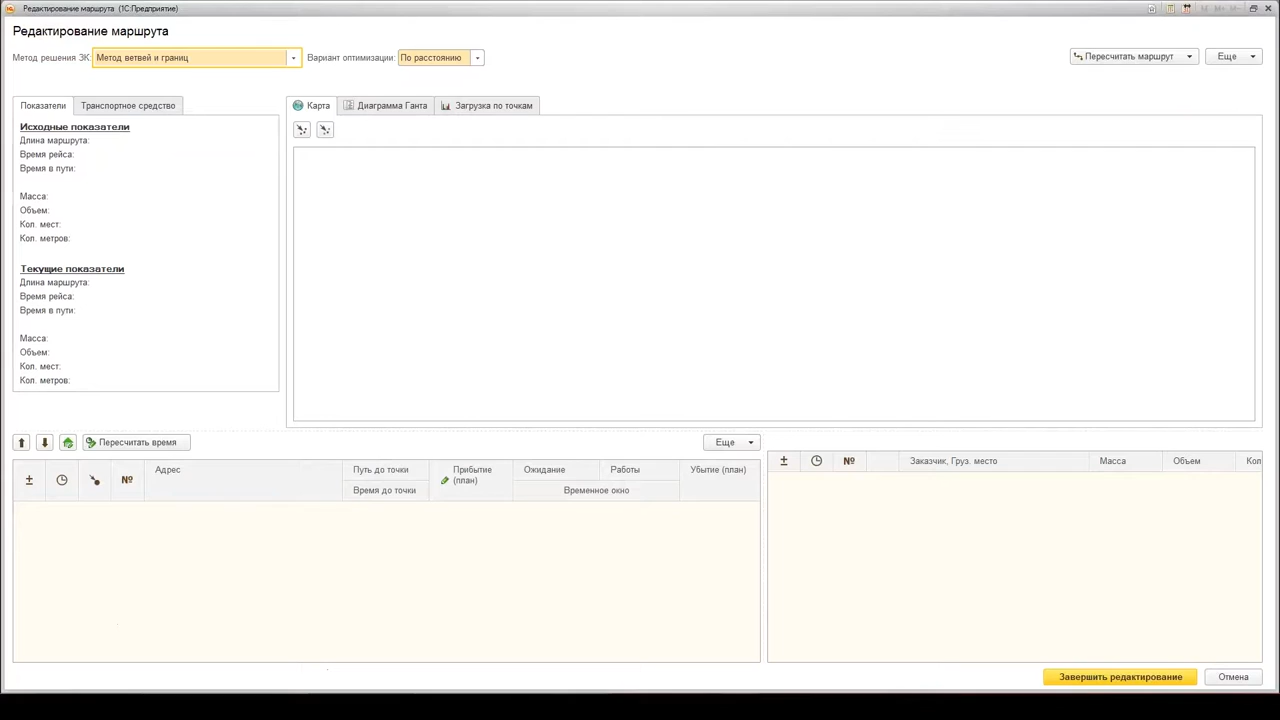 Редактирование маршрута (1С:Предприятие)
Редактирование маршрута
Метод решения ЗК: Метод ветвей и границ Вариант оптимизации: По расстоянию Пересчитать маршрут Еще
Показатели Транспортное средство Карта Диаграмма Ганта Загрузка по точкам
Исходные показатели
Длина маршрута:
Время рейса:
Время в пути:
Масса:
Объем:
Кол. мест:
Кол. метров:
Текущие показатели
Длина маршрута:
Время рейса:
Время в пути:
Масса:
Объем:
Кол. мест:
Кол. метров:
Пересчитать время Еще
± № Адрес Путь до точки Прибытие (план) Ожидание Работы Убытие (план)
Время до точки Временное окно
± № Заказчик, Груз. место Масса Объем Кол
Завершить редактирование Отмена